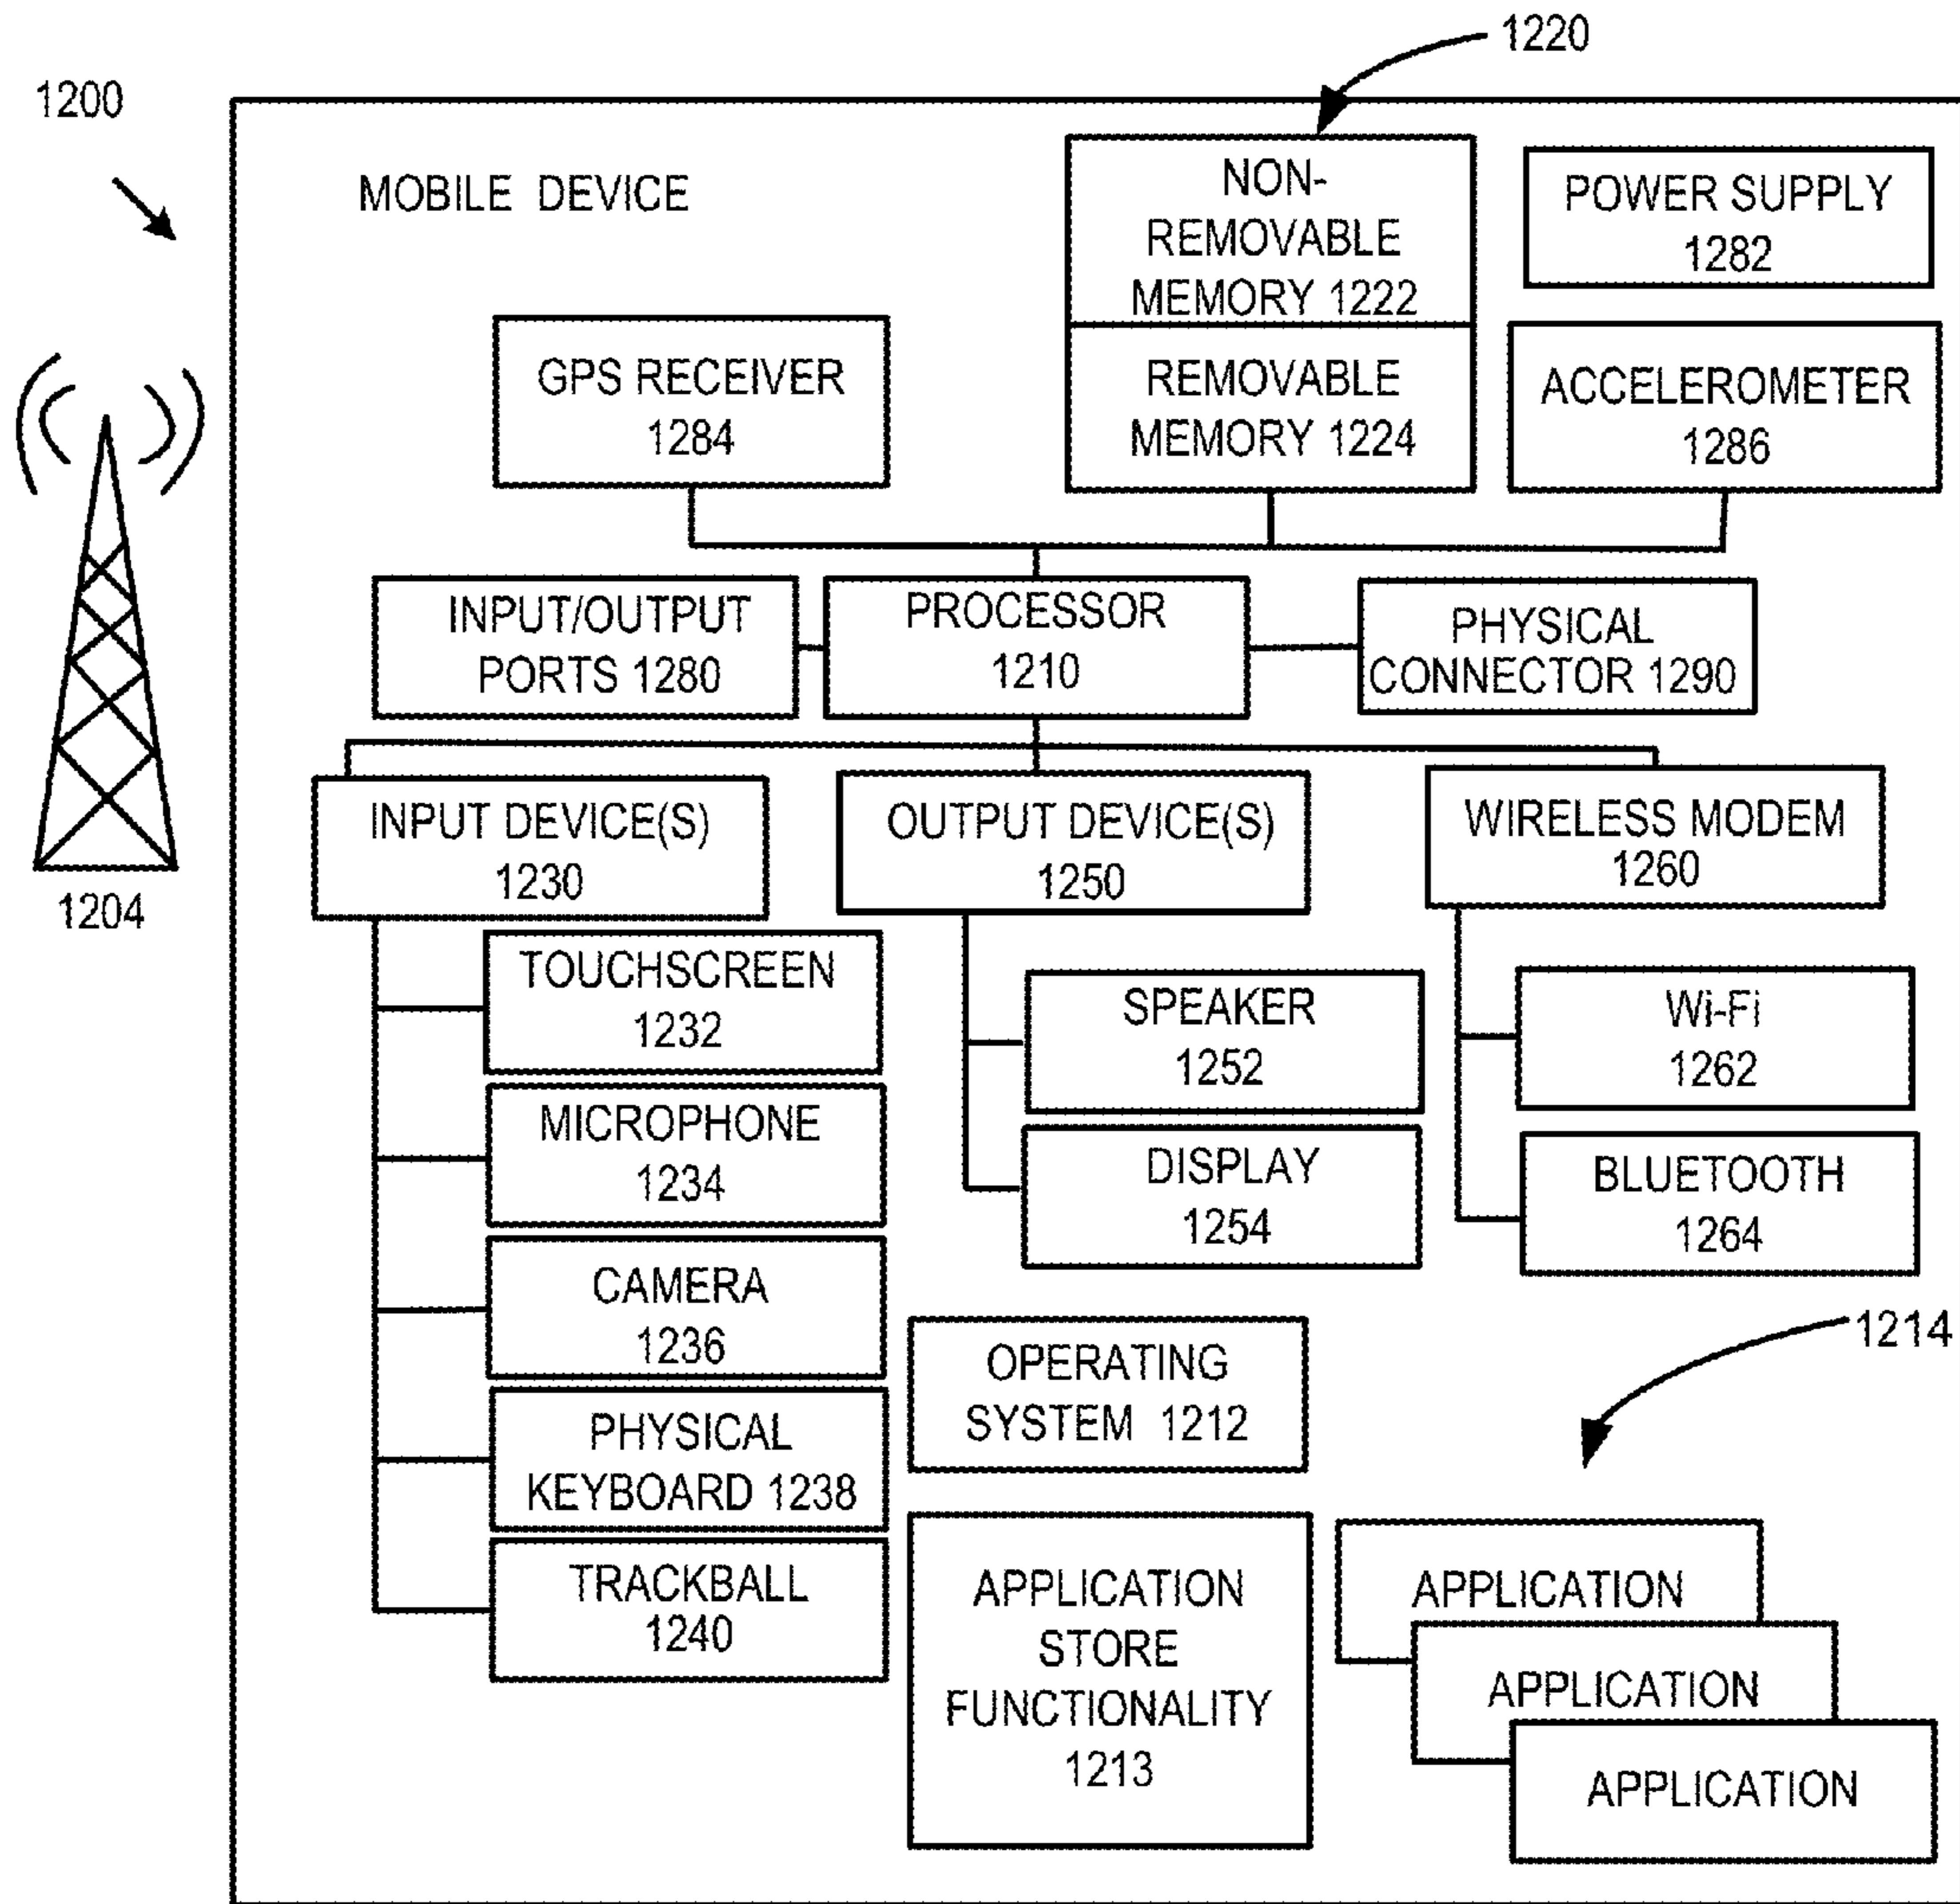 1220
1200
MOBILE DEVICE
NON-
REMOVABLE
MEMORY 1222
POWER SUPPLY
1282
GPS RECEIVER
1284
REMOVABLE
MEMORY 1224
ACCELEROMETER
1286
INPUT/OUTPUT
PORTS 1280
PROCESSOR
1210
PHYSICAL
CONNECTOR 1290
INPUT DEVICE(S)
1230
OUTPUT DEVICE(S)
1250
WIRELESS MODEM
1260
1204
TOUCHSCREEN
1232
SPEAKER
1252
Wi-Fi
1262
MICROPHONE
1234
DISPLAY
1254
BLUETOOTH
1264
CAMERA
1236
OPERATING
SYSTEM 1212
1214
PHYSICAL
KEYBOARD 1238
TRACKBALL
1240
APPLICATION
STORE
FUNCTIONALITY
1213
APPLICATION
APPLICATION
APPLICATION